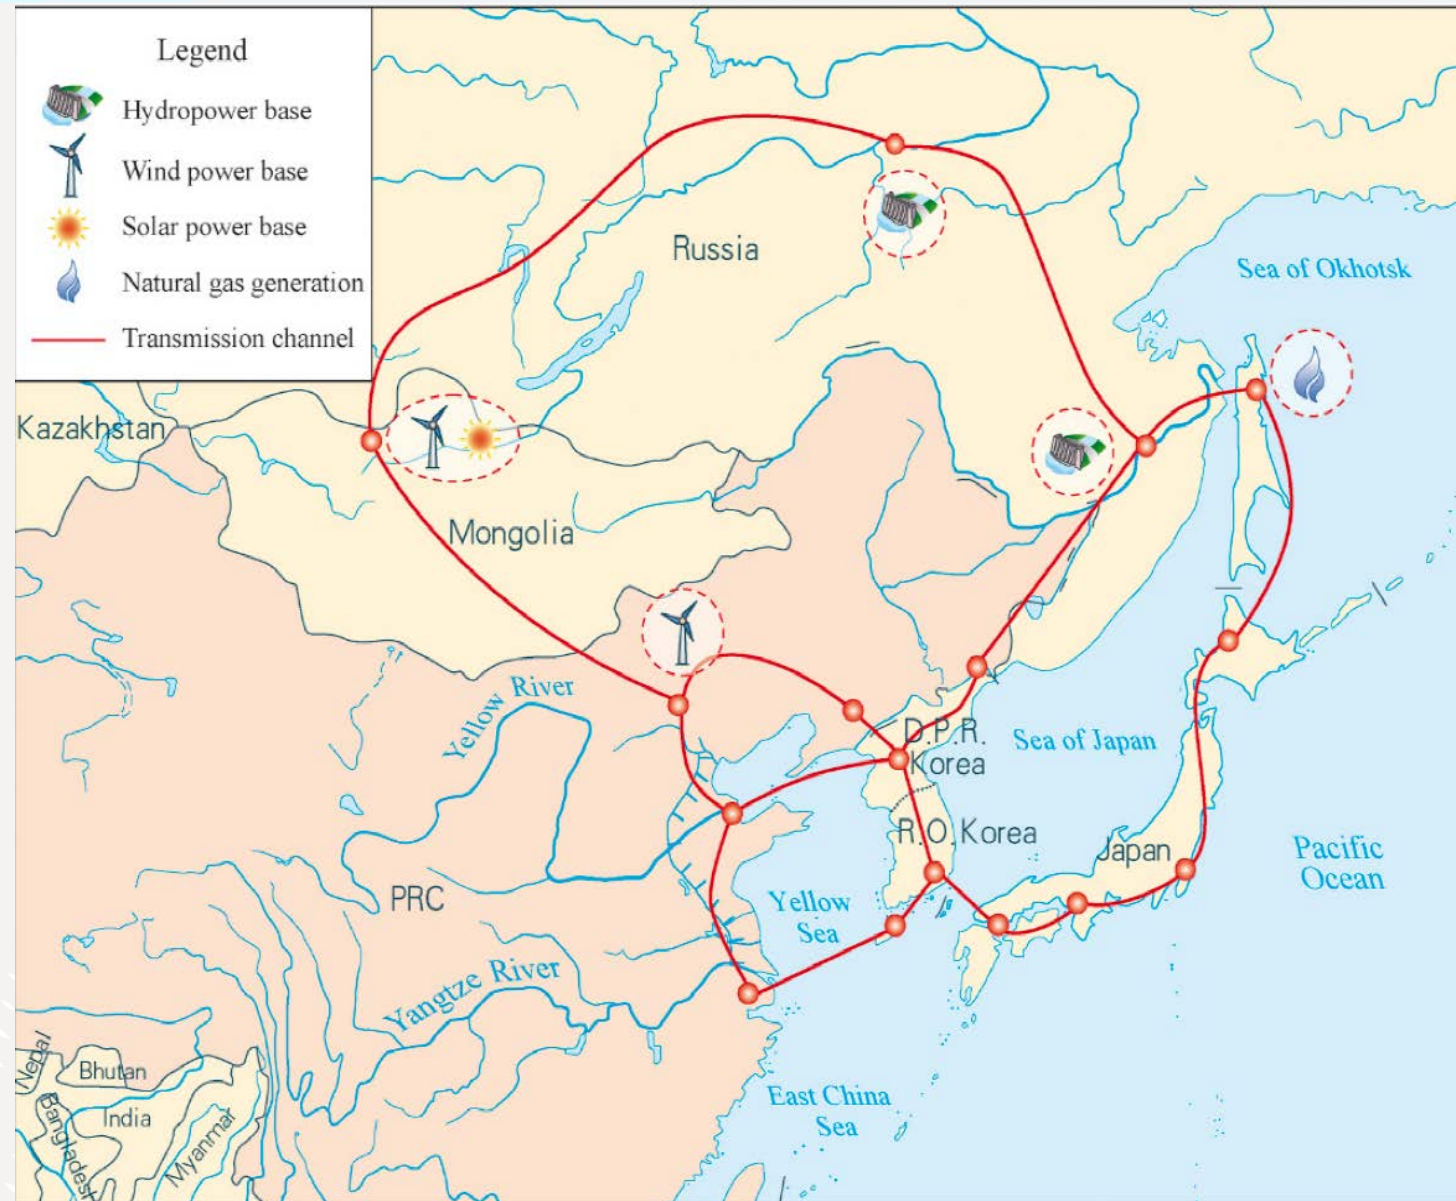 Legend
Hydropower base
Wind power base
Solar power base
Natural gas generation
Transmission channel
Russia
Sea of Okhotsk
Kazakhstan
Mongolia
Yellow River
D.P.R.
Korea
Sea of Japan
R.O.Korea
Japan
Pacific
Ocean
PRC
Yellow
Sea
Yangtze River
Nepal
Bhutan
India
Bangladesh
Myanmar
East China
Sea